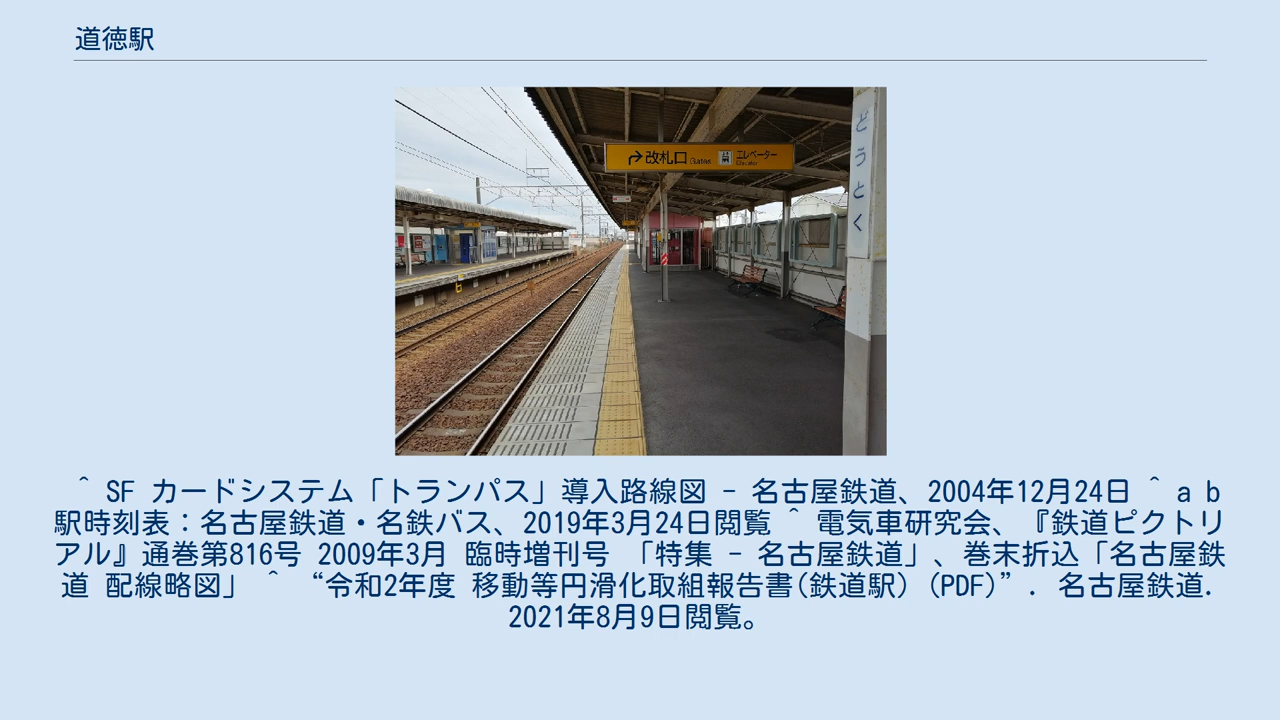 道徳駅
改札口 Gates エレベーター Elevator
どうとく
^ SF カードシステム「トランパス」導入路線図 - 名古屋鉄道、2004年12月24日 ^ a b
駅時刻表：名古屋鉄道・名鉄バス、2019年3月24日閲覧 ^ 電気車研究会、『鉄道ピクトリ
アル』通巻第816号 2009年3月 臨時増刊号 「特集 - 名古屋鉄道」、巻末折込「名古屋鉄
道 配線略図」 ^ “令和2年度 移動等円滑化取組報告書(鉄道駅) (PDF)”. 名古屋鉄道.
2021年8月9日閲覧。